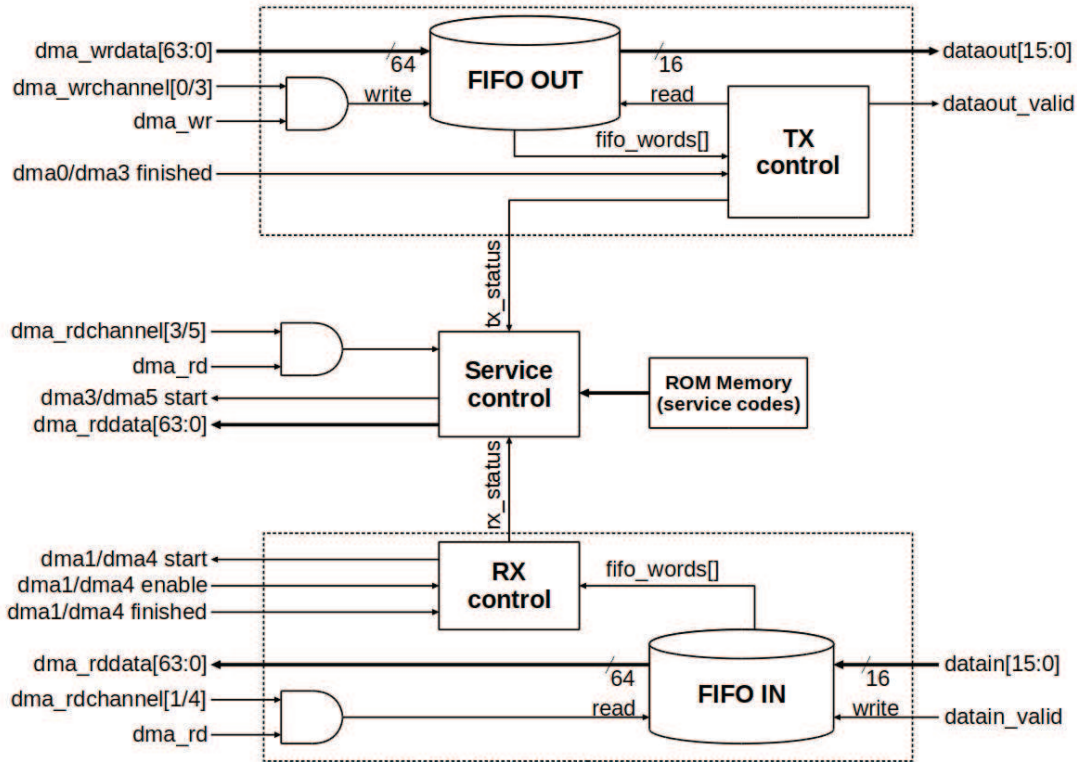 dma_wrdata[63:0]
64
FIFO OUT
16
dataout[15:0]
dma_wrchannel[0/3]
write
read
dataout_valid
dma_wr
fifo_words[]
TX
control
dma0/dma3 finished
tx_status
dma_rdchannel[3/5]
dma_rd
Service
control
ROM Memory
(service codes)
dma3/dma5 start
dma_rddata[63:0]
rx_status
dma1/dma4 start
dma1/dma4 enable
dma1/dma4 finished
RX
control
fifo_words[]
dma_rddata[63:0]
64
FIFO IN
16
datain[15:0]
dma_rdchannel[1/4]
read
write
datain_valid
dma_rd